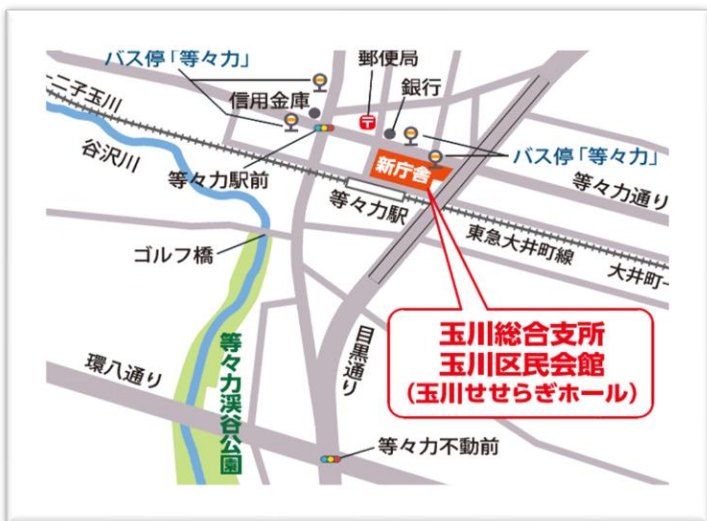 バス停「等々力」
郵便局
銀行
信用金庫
二子玉川
谷沢川
等々力駅前
新庁舎
バス停「等々力」
等々力通り
等々力駅
東急大井町線
大井町
ゴルフ橋
玉川総合支所
玉川区民会館
(玉川せせらぎホール)
目黒通り
等々力渓谷公園
環八通り
等々力不動前